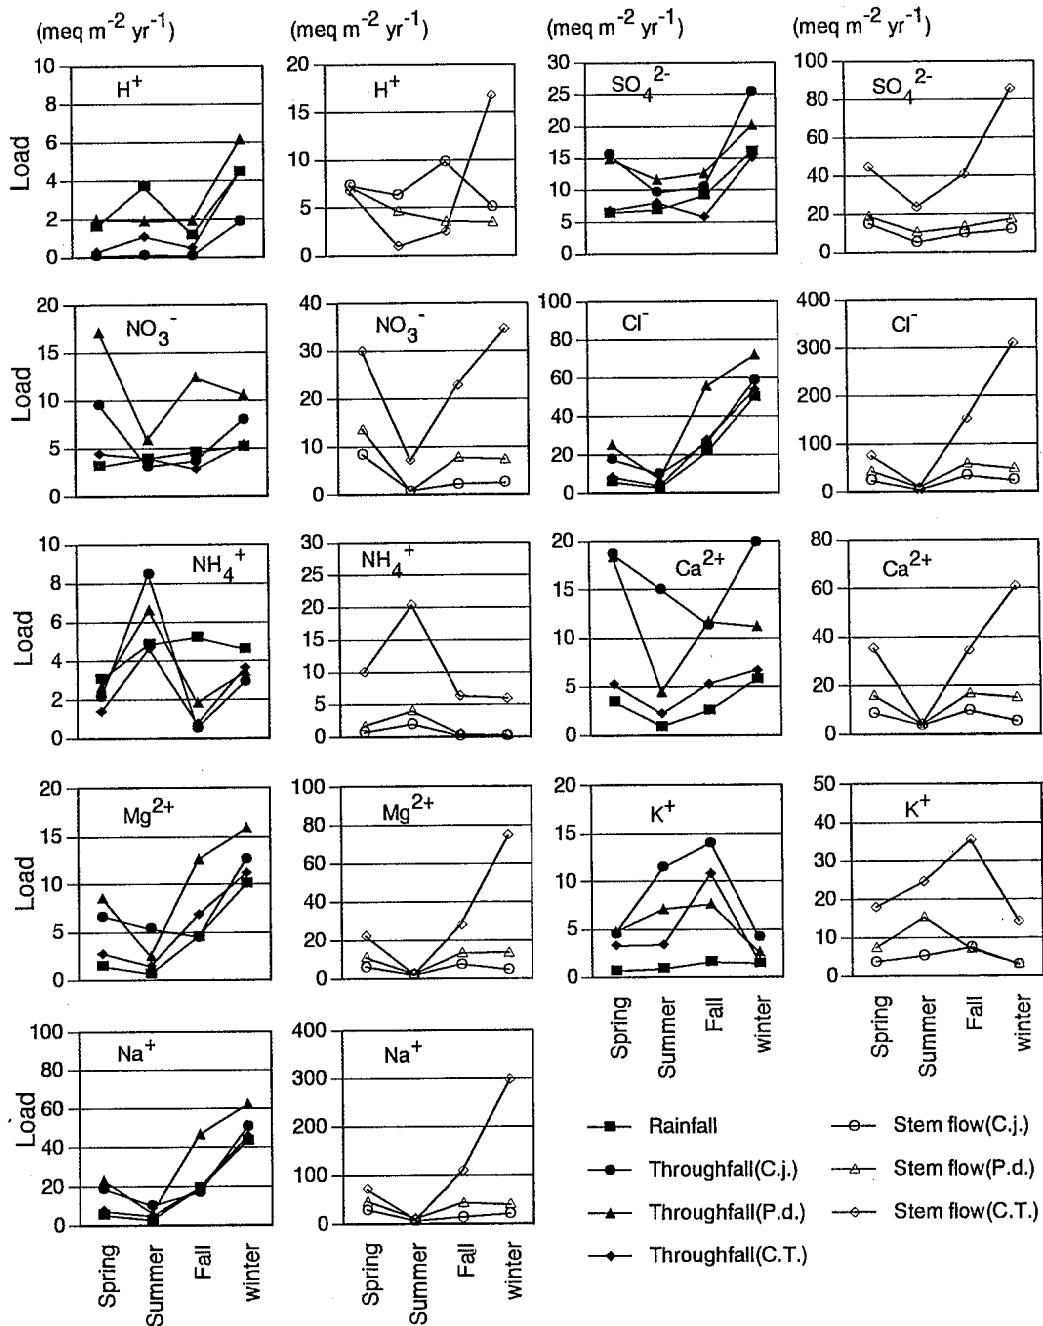 (meq m-2 yr-1) (meq m-2 yr-1) (meq m-2 yr-1) (meq m-2 yr-1)
Load
10
8
6
4
2
0
H+
20
15
10
5
0
H+
30
25
20
15
10
5
0
SO42-
100
80
60
40
20
0
SO42-
Load
20
15
10
5
0
NO3-
40
30
20
10
0
NO3-
100
80
60
40
20
0
Cl-
400
300
200
100
0
Cl-
Load
10
8
6
4
2
0
NH4+
30
25
20
15
10
5
0
NH4+
20
15
10
5
0
Ca2+
80
60
40
20
0
Ca2+
Load
20
15
10
5
0
Mg2+
100
80
60
40
20
0
Mg2+
20
15
10
5
0
K+
Spring
Summer
Fall
winter
50
40
30
20
10
0
K+
Spring
Summer
Fall
winter
Load
100
80
60
40
20
0
Na+
Spring
Summer
Fall
winter
400
300
200
100
0
Na+
Spring
Summer
Fall
winter
Rainfall
Throughfall(C.j.)
Throughfall(P.d.)
Throughfall(C.T.)
Stem flow(C.j.)
Stem flow(P.d.)
Stem flow(C.T.)